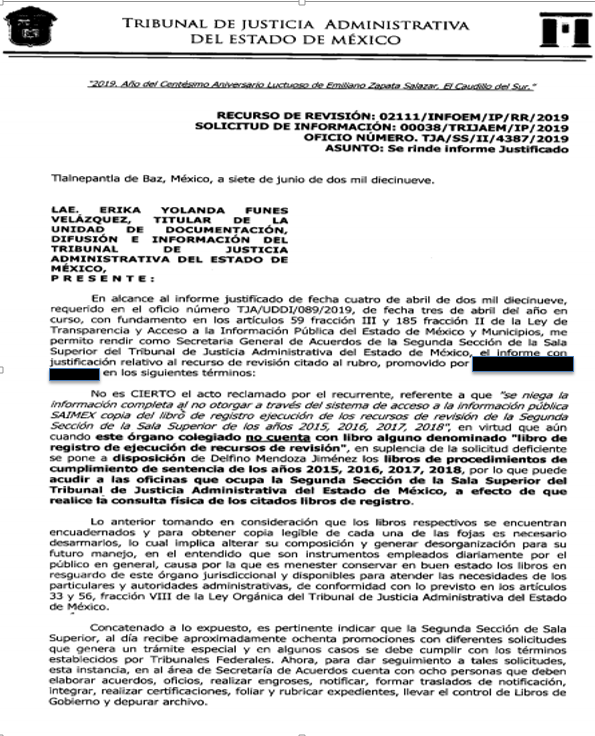 TRIBUNAL DE JUSTICIA ADMINISTRATIVA
DEL ESTADO DE MÉXICO
"2019. Año del Centésimo Aniversario Luctuoso de Emiliano Zapata Salazar. El Caudillo del Sur."
RECURSO DE REVISIÓN: 02111/INFOEM/IP/RR/2019
SOLICITUD DE INFORMACIÓN: 00038/TRIJAEM/IP/2019
OFICIO NÚMERO. TJA/SS/II/4387/2019
ASUNTO: Se rinde informe Justificado
Tlalnepantla de Baz, México, a siete de junio de dos mil diecinueve.
LAE. ERIKA YOLANDA FUNES
VELÁZQUEZ, TITULAR DE LA
UNIDAD DE DOCUMENTACIÓN,
DIFUSIÓN E INFORMACIÓN DEL
TRIBUNAL DE JUSTICIA
ADMINISTRATIVA DEL ESTADO DE
MÉXICO,
P R E S E N T E :
En alcance al informe justificado de fecha cuatro de abril de dos mil diecinueve,
requerido en el oficio número TJA/UDDI/089/2019, de fecha tres de abril del año en
curso, con fundamento en los artículos 59 fracción III y 185 fracción II de la Ley de
Transparencia y Acceso a la Información Pública del Estado de México y Municipios, me
permito rendir como Secretaria General de Acuerdos de la Segunda Sección de la Sala
Superior del Tribunal de Justicia Administrativa del Estado de México, el informe con
justificación relativo al recurso de revisión citado al rubro, promovido por
en los siguientes términos:
No es CIERTO el acto reclamado por el recurrente, referente a que "se niega la
información completa al no otorgar a través del sistema de acceso a la información pública
SAIMEX copia del libro de registro ejecución de los recursos de revisión de la Segunda
Sección de la Sala Superior de los años 2015, 2016, 2017, 2018", en virtud que aún
cuando este órgano colegiado no cuenta con libro alguno denominado "libro de
registro de ejecución de recursos de revisión", en suplencia de la solicitud deficiente
se pone a disposición de Delfino Mendoza Jiménez los libros de procedimientos de
cumplimiento de sentencia de los años 2015, 2016, 2017, 2018, por lo que puede
acudir a las oficinas que ocupa la Segunda Sección de la Sala Superior del
Tribunal de Justicia Administrativa del Estado de México, a efecto de que
realice la consulta física de los citados libros de registro.
Lo anterior tomando en consideración que los libros respectivos se encuentran
encuadernados y para obtener copia legible de cada una de las fojas es necesario
desarmarlos, lo cual implica alterar su composición y generar desorganización para su
futuro manejo, en el entendido que son instrumentos empleados diariamente por el
público en general, causa por la que es menester conservar en buen estado los libros en
resguardo de este órgano jurisdiccional y disponibles para atender las necesidades de los
particulares y autoridades administrativas, de conformidad con lo previsto en los artículos
33 y 56, fracción VIII de la Ley Orgánica del Tribunal de Justicia Administrativa del Estado
de México.
Concatenado a lo expuesto, es pertinente indicar que la Segunda Sección de Sala
Superior, al día recibe aproximadamente ochenta promociones con diferentes solicitudes
que genera un trámite especial y en algunos casos se debe cumplir con los términos
establecidos por Tribunales Federales. Ahora, para dar seguimiento a tales solicitudes,
esta instancia, en al área de Secretaría de Acuerdos cuenta con ocho personas que deben
elaborar acuerdos, oficios, realizar engroses, notificar, formar traslados de notificación,
integrar, realizar certificaciones, foliar y rubricar expedientes, llevar el control de Libros de
Gobierno y depurar archivo.